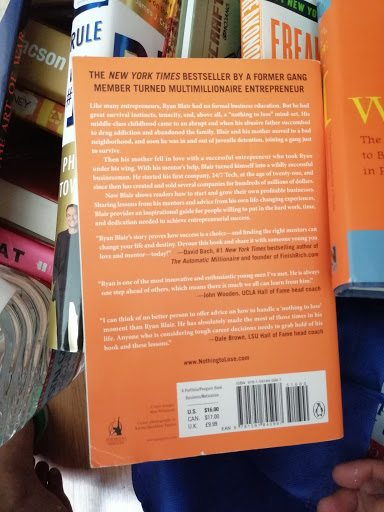 THE NEW YORK TIMES BESTSELLER BY A FORMER GANG
MEMBER TURNED MULTIMILLIONAIRE ENTREPRENEUR
Like many entrepreneurs, Ryan Blair had no formal business education. But he had
great survival instincts, tenacity, and, above all, a "nothing to lose" mind-set. His
middle-class childhood came to an abrupt end when his abusive father succumbed
to drug addiction and abandoned the family. Blair and his mother moved to a bad
neighborhood, and soon he was in and out of juvenile detention, joining a gang just
to survive.
Then his mother fell in love with a successful entrepreneur who took Ryan
under his wing. With his mentor's help, Blair turned himself into a wildly successful
businessman. He started his first company, 24/7 Tech, at the age of twenty-one, and
since then has created and sold several companies for hundreds of millions of dollars.
Now Blair shows readers how to start and grow their own profitable businesses.
Sharing lessons from his mentors and advice from his own life-changing experiences,
Blair provides an inspirational guide for people willing to put in the hard work, time,
and dedication needed to achieve entrepreneurial success.
"Ryan Blair's story proves how success is a choice—and finding the right mentors can
change your life and destiny. Devour this book and share it with someone you
love and mentor—today!" —David Bach, #1 New York Times bestselling author of
The Automatic Millionaire and founder of FinishRich.com
"Ryan is one of the most innovative and enthusiastic young men I've met. He is always
one step ahead of others, which means there is much we all can learn from him."
—John Wooden, UCLA Hall of Fame head coach
"I can think of no better person to offer advice on how to handle a 'nothing to lose'
moment than Ryan Blair. He has absolutely made the most of those times in his
life. Anyone who is considering tough career decisions needs to grab hold of his
book and these lessons." —Dale Brown, LSU Hall of Fame head coach
www.NothingtoLose.com
A Portfolio/Penguin Book
Business/Motivation
U.S. $16.00
CAN. $17.00
U.K. £9.99
RULE
FREA
ART OF WAR
acson
PH
TOW
W
The
to B
in F
AT